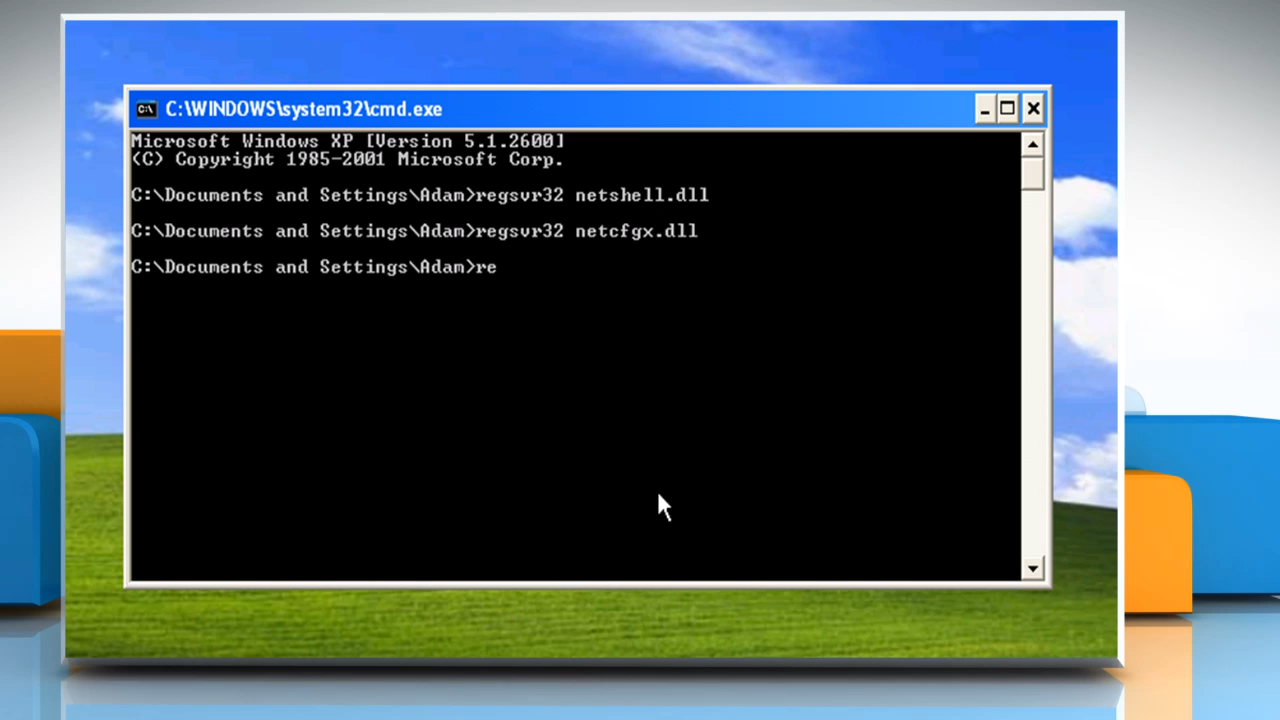 C:\WINDOWS\system32\cmd.exe
Microsoft Windows XP [Version 5.1.2600]
(C) Copyright 1985-2001 Microsoft Corp.
C:\Documents and Settings\Adam>regsvr32 netshell.dll
C:\Documents and Settings\Adam>regsvr32 netcfgx.dll
C:\Documents and Settings\Adam>re